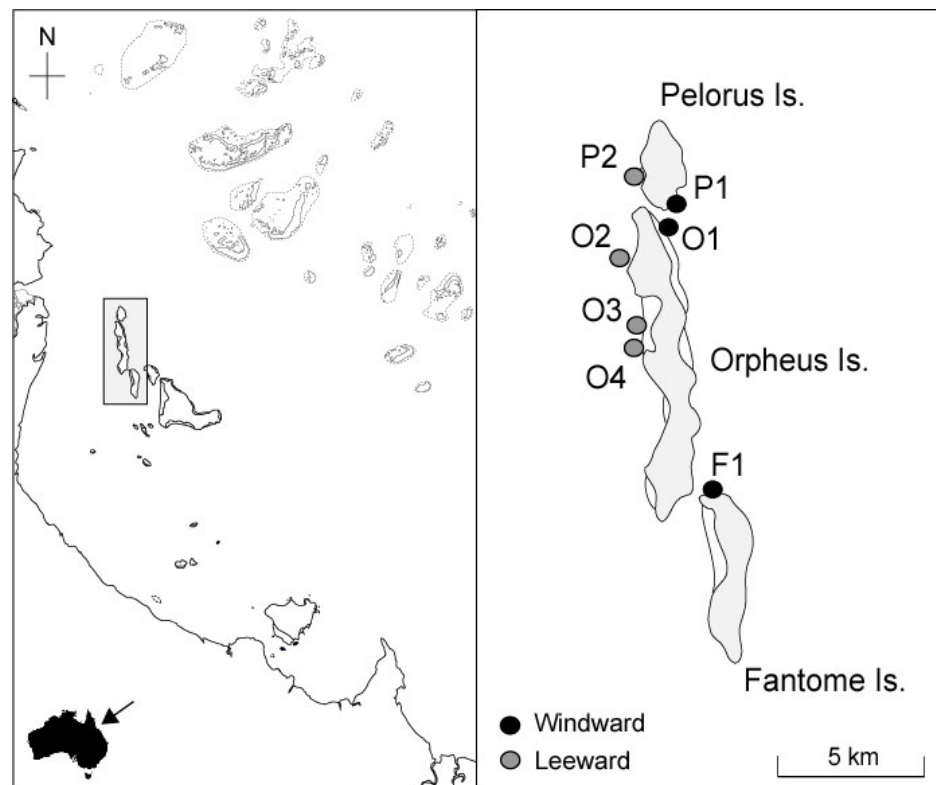 N
Pelorus Is.
P2
P1
O1
O2
O3
O4
Orpheus Is.
F1
Fantome Is.
Windward
Leeward
5 km